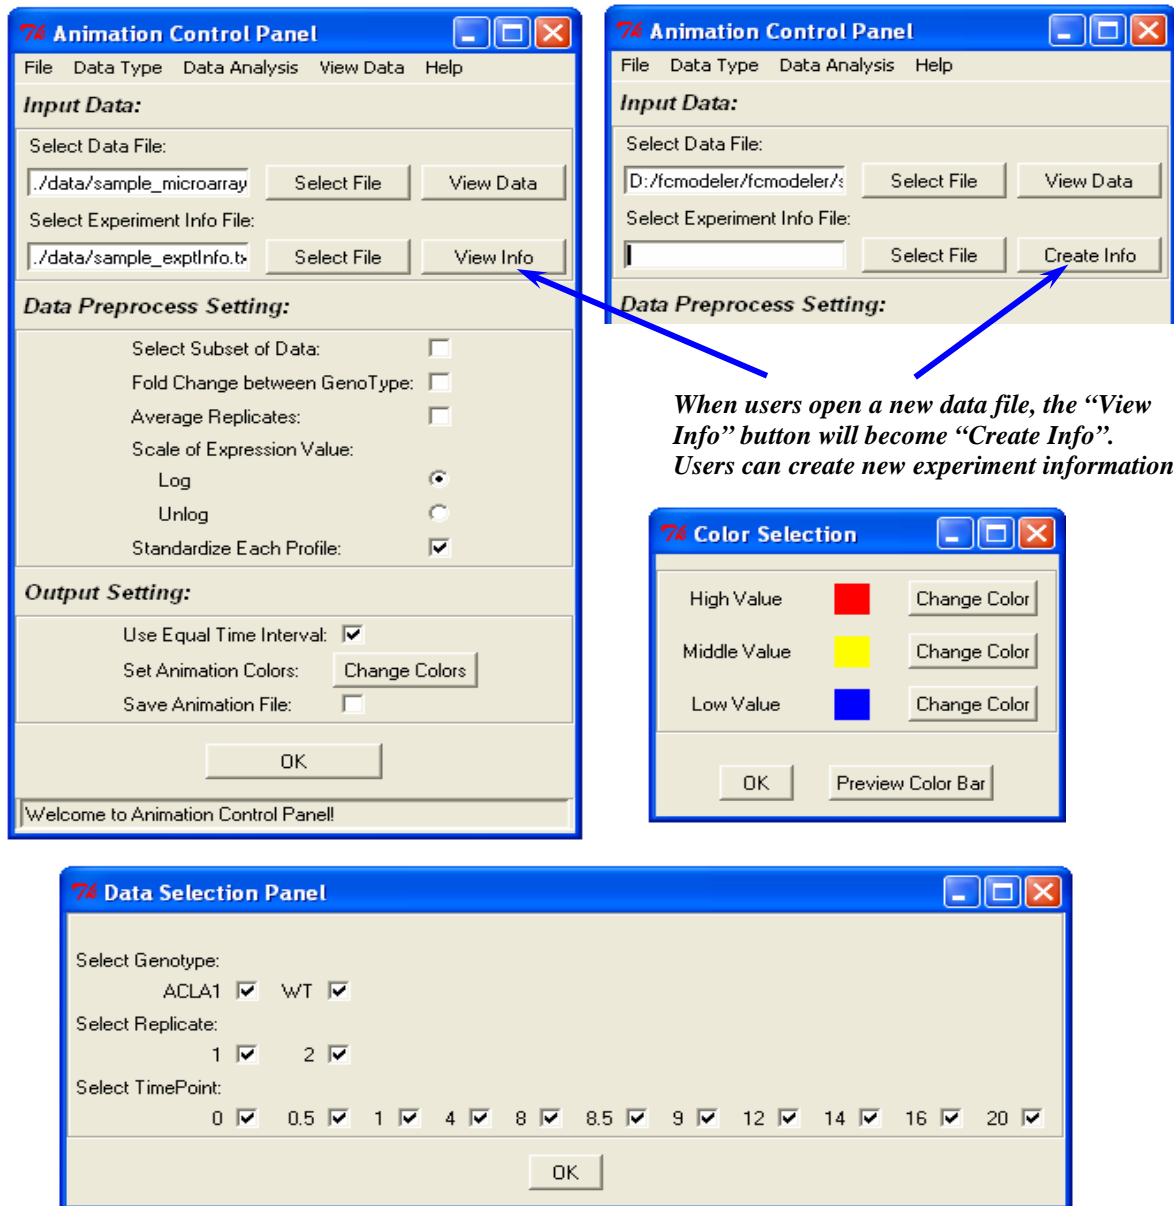 Animation Control Panel
File Data Type Data Analysis View Data Help
Input Data:
Select Data File:
./data/sample_microarray Select File View Data
Select Experiment Info File:
./data/sample_exptInfo.tx Select File View Info
Data Preprocess Setting:
Select Subset of Data:
Fold Change between GenoType:
Average Replicates:
Scale of Expression Value:
Log
Unlog
Standardize Each Profile:
Output Setting:
Use Equal Time Interval:
Set Animation Colors: Change Colors
Save Animation File:
OK
Welcome to Animation Control Panel!
Animation Control Panel
File Data Type Data Analysis Help
Input Data:
Select Data File:
D:/fcmodeler/fcmodeler/s Select File View Data
Select Experiment Info File:
Select File Create Info
Data Preprocess Setting:
When users open a new data file, the “View
Info” button will become “Create Info”.
Users can create new experiment information
Color Selection
High Value Change Color
Middle Value Change Color
Low Value Change Color
OK Preview Color Bar
Data Selection Panel
Select Genotype:
ACLA1 WT
Select Replicate:
1 2
Select TimePoint:
0 0.5 1 4 8 8.5 9 12 14 16 20
OK